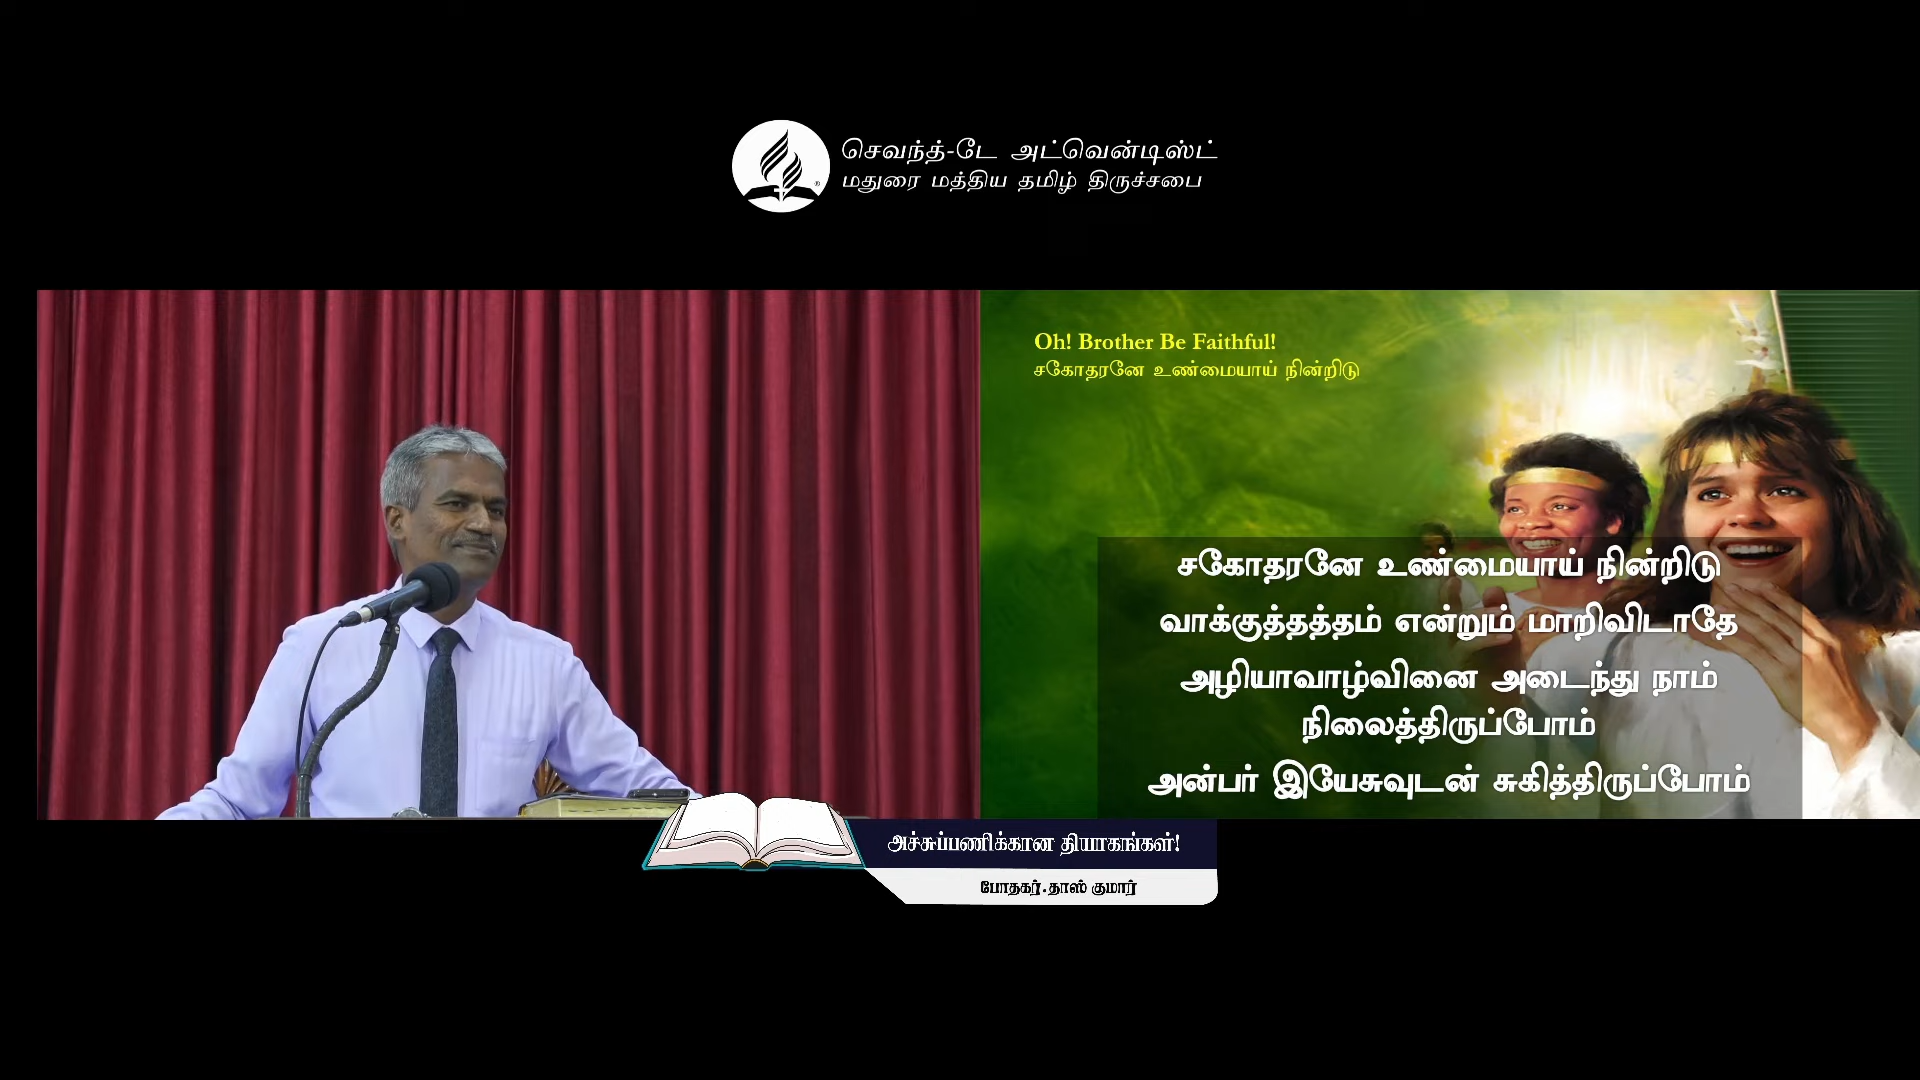 செவந்த்-டே அட்வென்டிஸ்ட்
மதுரை மத்திய தமிழ் திருச்சபை
Oh! Brother Be Faithful!
சகோதரனே உண்மையாய் நின்றிடு
சகோதரனே உண்மையாய் நின்றிடு
வாக்குத்தத்தம் என்றும் மாறிவிடாதே
அழியாவாழ்வினை அடைந்து நாம்
நிலைத்திருப்போம்
அன்பர் இயேசுவுடன் சுகித்திருப்போம்
அச்சுப்பணிக்கான தியாகங்கள்!
போதகர்.தாஸ் குமார்